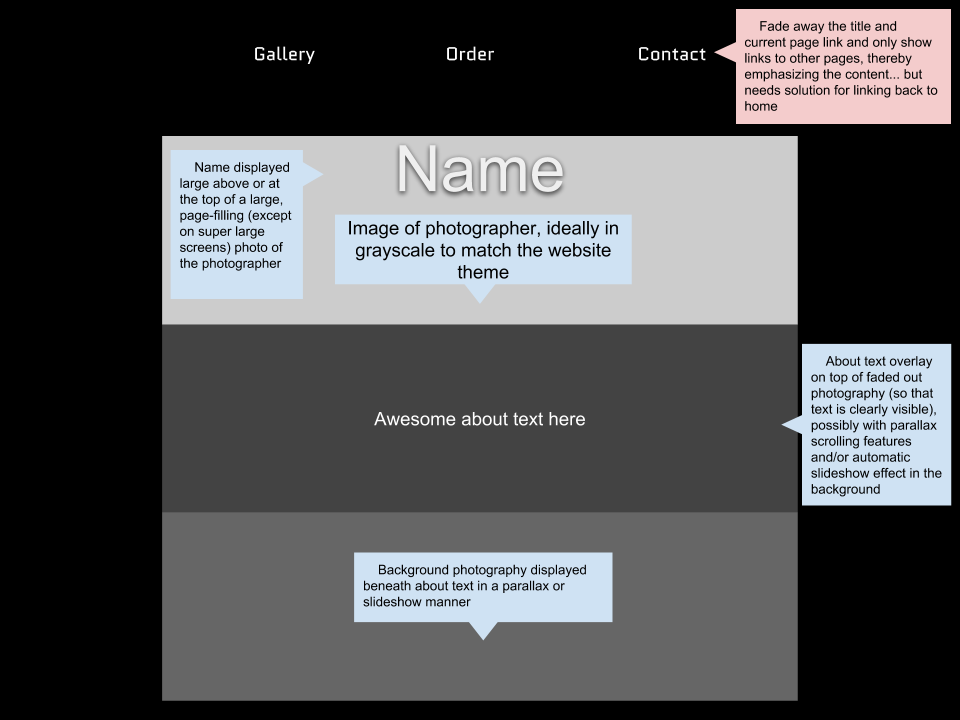 Gallery
Order
Contact
Fade away the title and
current page link and only show
links to other pages, thereby
emphasizing the content... but
needs solution for linking back to
home
Name
Name displayed
large above or at
the top of a large,
page-filling (except
on super large
screens) photo of
the photographer
Image of photographer, ideally in
grayscale to match the website
theme
About text overlay
on top of faded out
photography (so that
text is clearly visible),
possibly with parallax
scrolling features
and/or automatic
slideshow effect in the
background
Awesome about text here
Background photography displayed
beneath about text in a parallax or
slideshow manner